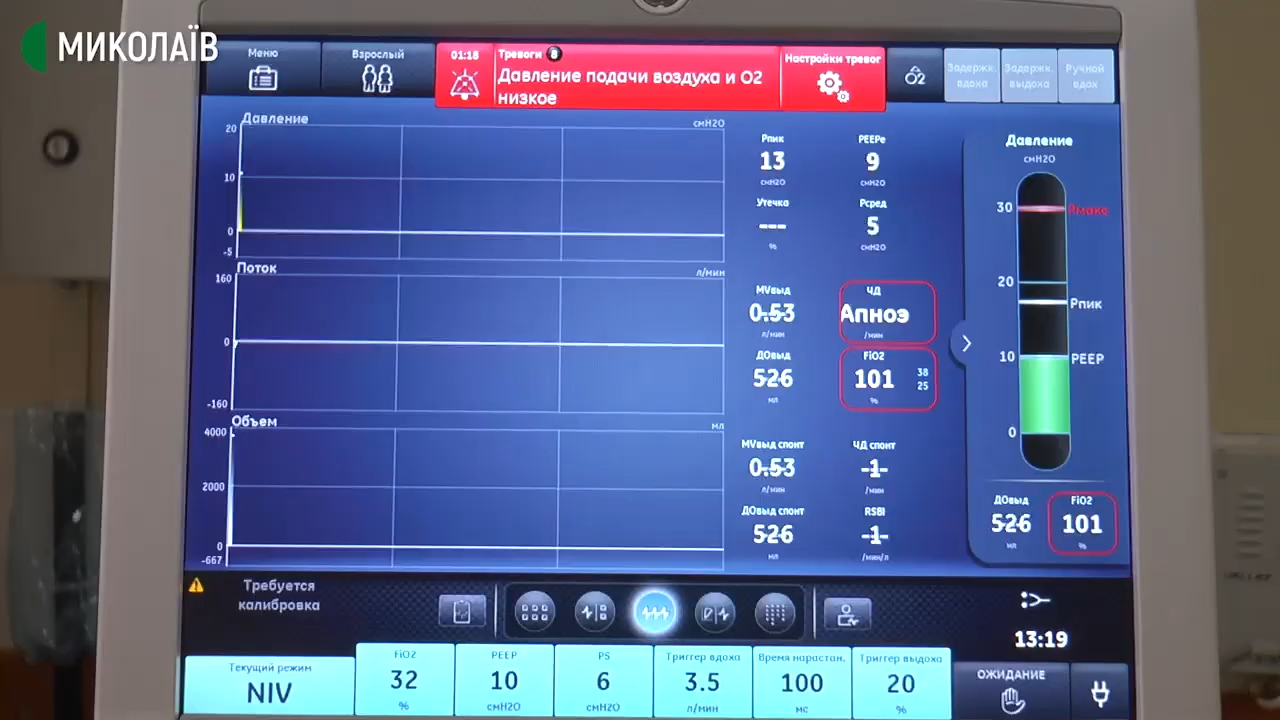 МИКОЛАЇВ
Меню
Взрослый
01:18
Тревоги 8
Давление подачи воздуха и O2
низкое
Настройки тревог
O2
Задержк.
вдоха
Задержк.
выдоха
Ручной
вдох
Давление
смH2O
20
10
0
-5
Поток
л/мин
160
0
-160
Объем
мл
4000
2000
0
-667
Pпик
13
смH2O
PEEPe
9
смH2O
Утечка
---
%
Pсред
5
смH2O
MVвыд
0.53
л/мин
ЧД
Апноэ
/мин
ДОвыд
526
мл
FiO2
101
38
25
%
MVвыд спонт
0.53
л/мин
ЧД спонт
-1-
/мин
ДОвыд спонт
526
мл
RSBI
-1-
/мин/л
Давление
смH2O
30
Pмакс
20
Pпик
10
PEEP
0
ДОвыд
526
мл
FiO2
101
%
Требуется
калибровка
13:19
Текущий режим
NIV
FiO2
32
%
PEEP
10
смH2O
PS
6
смH2O
Триггер вдоха
3.5
л/мин
Время нарастан.
100
мс
Триггер выдоха
20
%
ОЖИДАНИЕ